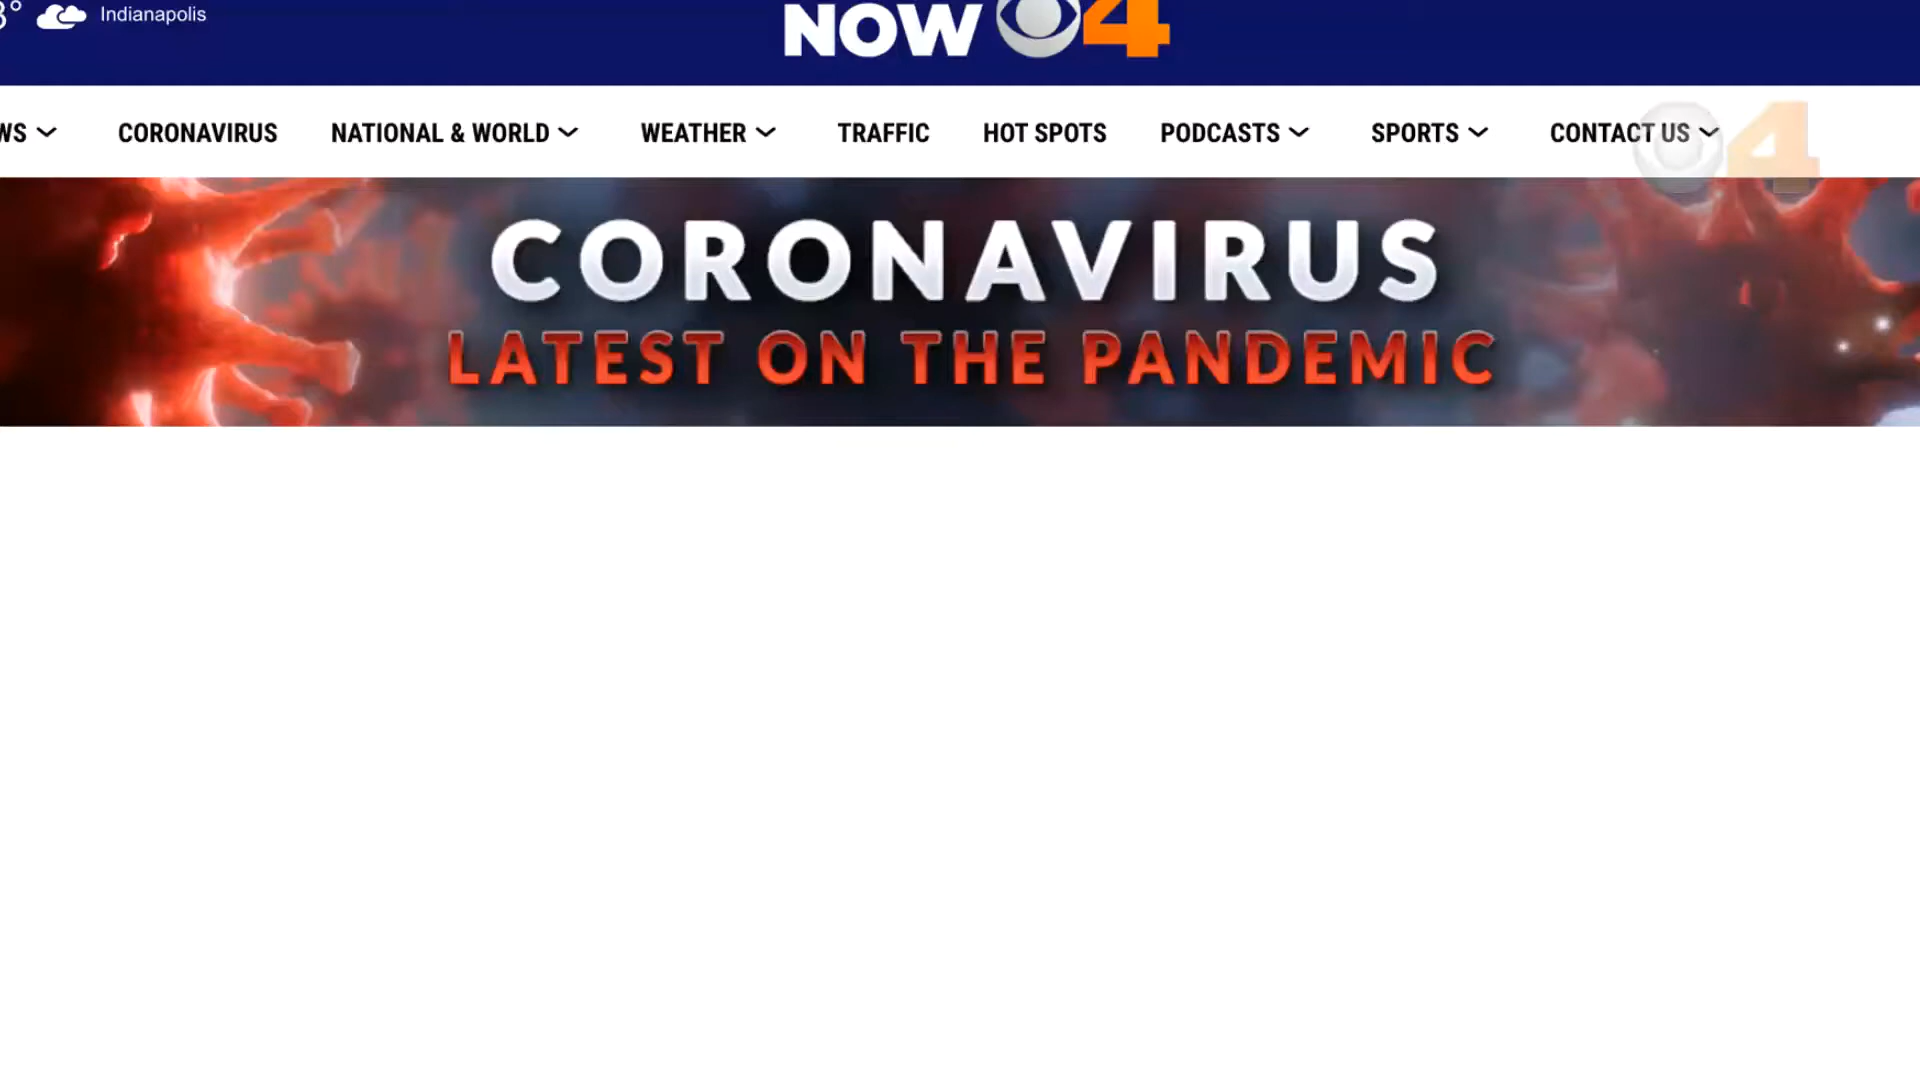 Indianapolis
NOW 4
CORONAVIRUS NATIONAL & WORLD WEATHER TRAFFIC HOT SPOTS PODCASTS SPORTS CONTACT US
4
CORONAVIRUS
LATEST ON THE PANDEMIC